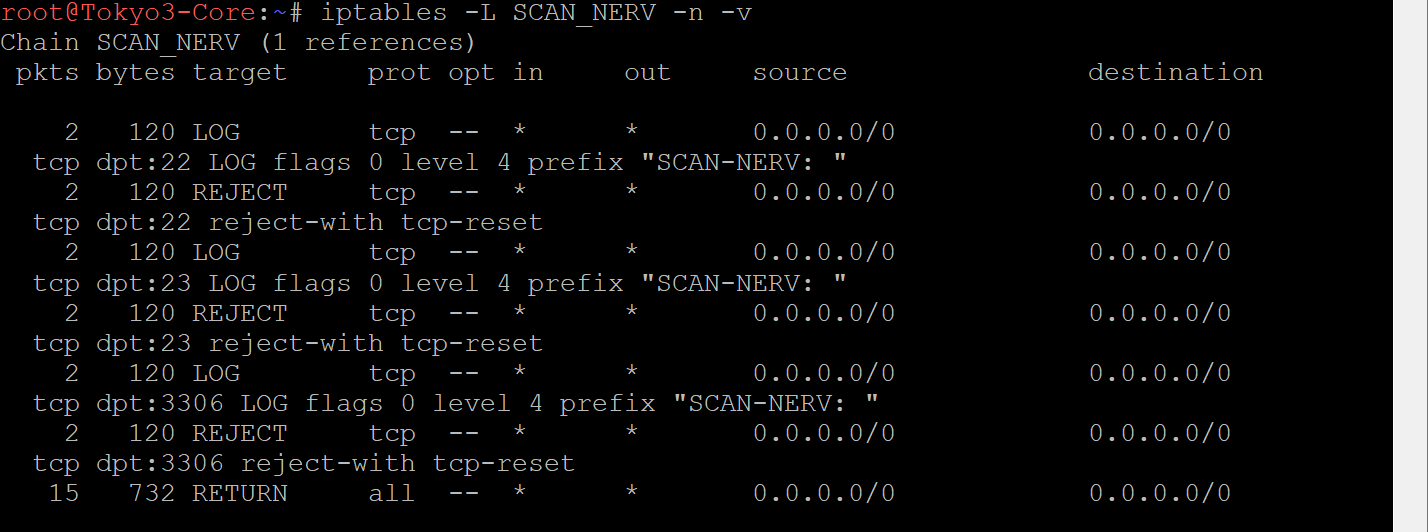 root@Tokyo3-Core:~# iptables -L SCAN_NERV -n -v
Chain SCAN_NERV (1 references)
 pkts bytes target     prot opt in     out     source               destination

    2   120 LOG        tcp  --  *      *       0.0.0.0/0            0.0.0.0/0
  tcp dpt:22 LOG flags 0 level 4 prefix "SCAN-NERV: "
    2   120 REJECT     tcp  --  *      *       0.0.0.0/0            0.0.0.0/0
  tcp dpt:22 reject-with tcp-reset
    2   120 LOG        tcp  --  *      *       0.0.0.0/0            0.0.0.0/0
  tcp dpt:23 LOG flags 0 level 4 prefix "SCAN-NERV: "
    2   120 REJECT     tcp  --  *      *       0.0.0.0/0            0.0.0.0/0
  tcp dpt:23 reject-with tcp-reset
    2   120 LOG        tcp  --  *      *       0.0.0.0/0            0.0.0.0/0
  tcp dpt:3306 LOG flags 0 level 4 prefix "SCAN-NERV: "
    2   120 REJECT     tcp  --  *      *       0.0.0.0/0            0.0.0.0/0
  tcp dpt:3306 reject-with tcp-reset
   15   732 RETURN     all  --  *      *       0.0.0.0/0            0.0.0.0/0